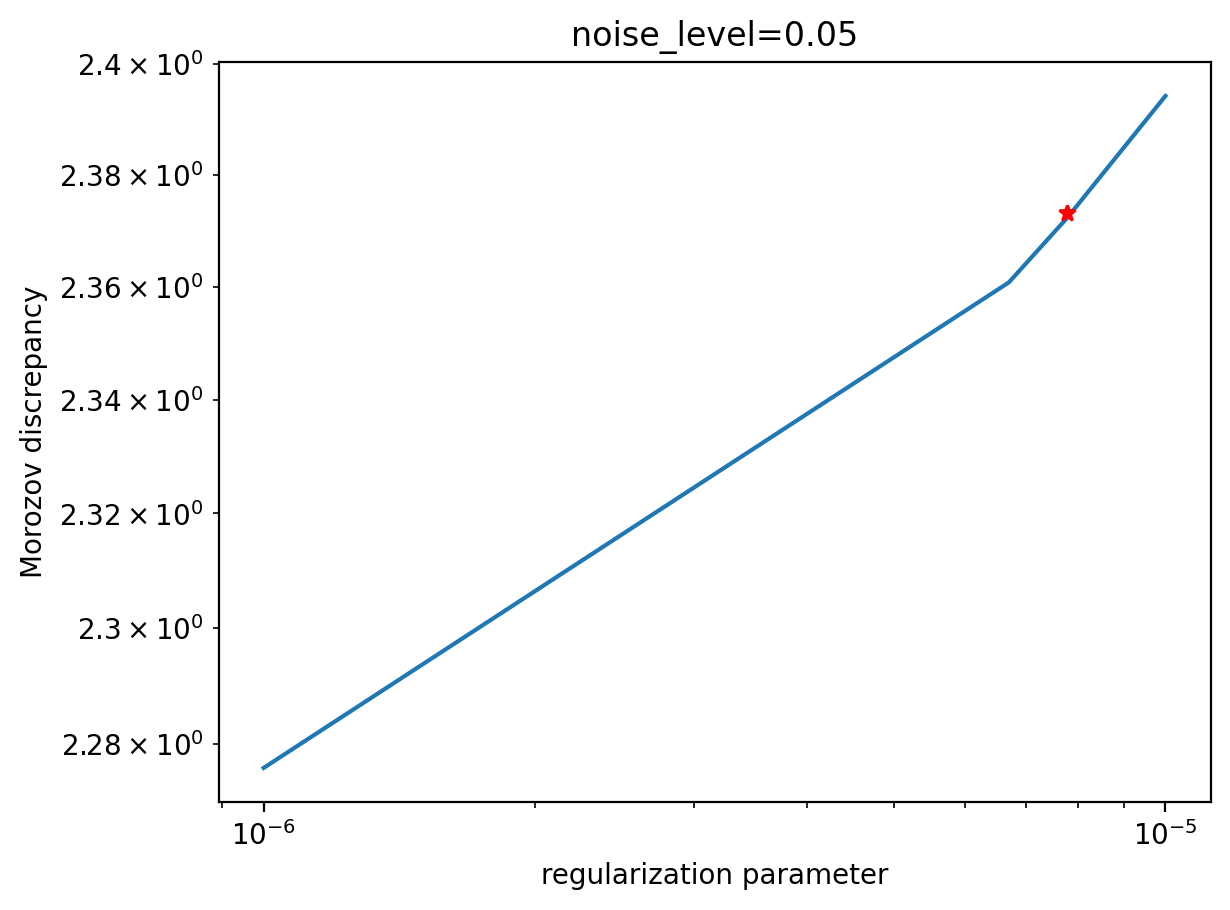 noise_level=0.05
2.4 × 10⁰
2.38 × 10⁰
2.36 × 10⁰
2.34 × 10⁰
2.32 × 10⁰
2.3 × 10⁰
2.28 × 10⁰
Morozov discrepancy
10⁻⁶
10⁻⁵
regularization parameter